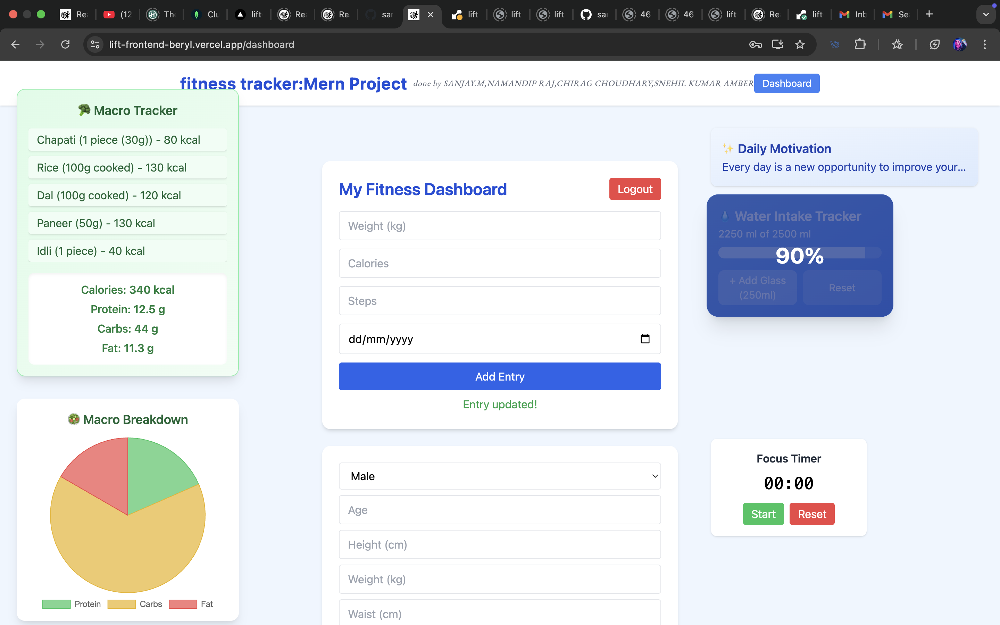 Re
(12
Th
Clu
lift
Re
Re
sar
lift
lift
lift
sar
46
46
lift
Re
lift
Inb
Se
lift-frontend-beryl.vercel.app/dashboard
fitness tracker:Mern Project
done by SANJAY.M,NAMANDIP RAJ,CHIRAG CHOUDHARY,SNEHIL KUMAR AMBER
Dashboard
🥦 Macro Tracker
Chapati (1 piece (30g)) - 80 kcal
Rice (100g cooked) - 130 kcal
Dal (100g cooked) - 120 kcal
Paneer (50g) - 130 kcal
Idli (1 piece) - 40 kcal
Calories: 340 kcal
Protein: 12.5 g
Carbs: 44 g
Fat: 11.3 g
🥗 Macro Breakdown
Protein
Carbs
Fat
My Fitness Dashboard
Logout
Weight (kg)
Calories
Steps
dd/mm/yyyy
Add Entry
Entry updated!
Male
Age
Height (cm)
Weight (kg)
Waist (cm)
✨ Daily Motivation
Every day is a new opportunity to improve your...
💧 Water Intake Tracker
2250 ml of 2500 ml
90%
+ Add Glass
(250ml)
Reset
Focus Timer
00:00
Start
Reset